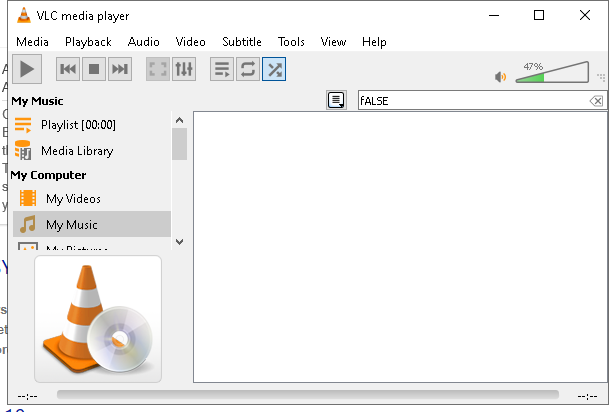 VLC media player
Media Playback Audio Video Subtitle Tools View Help
47%
My Music
fALSE
Playlist [00:00]
Media Library
My Computer
My Videos
My Music
My Pictures
--:--
--:--